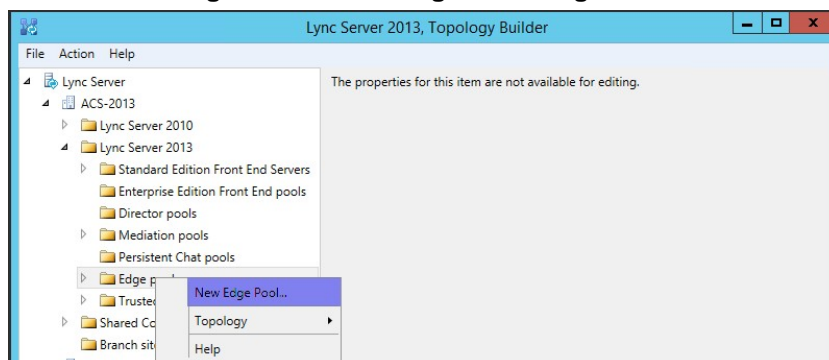 Lync Server 2013, Topology Builder
File Action Help
Lync Server
The properties for this item are not available for editing.
ACS-2013
Lync Server 2010
Lync Server 2013
Standard Edition Front End Servers
Enterprise Edition Front End pools
Director pools
Mediation pools
Persistent Chat pools
Edge
New Edge Pool...
Topology
Shared
Help
Branch